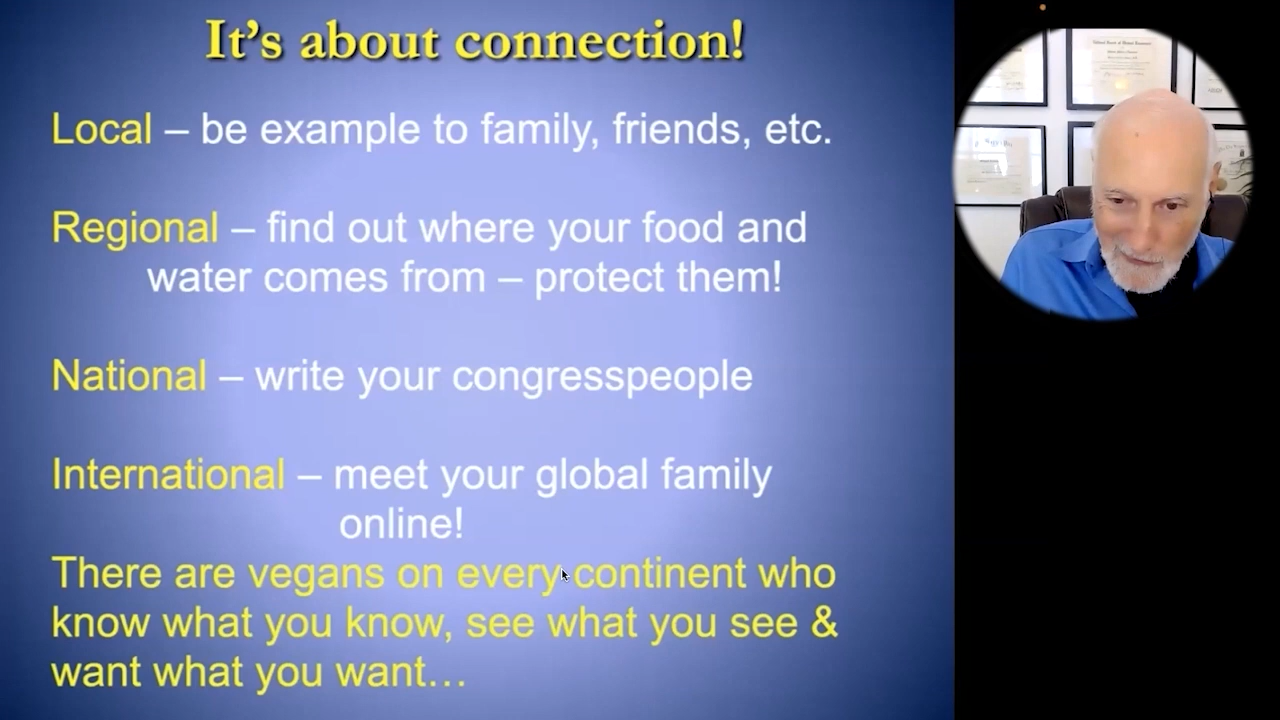 It's about connection!
Local – be example to family, friends, etc.
Regional – find out where your food and
water comes from – protect them!
National – write your congresspeople
International – meet your global family
online!
There are vegans on every continent who
know what you know, see what you see &
want what you want…